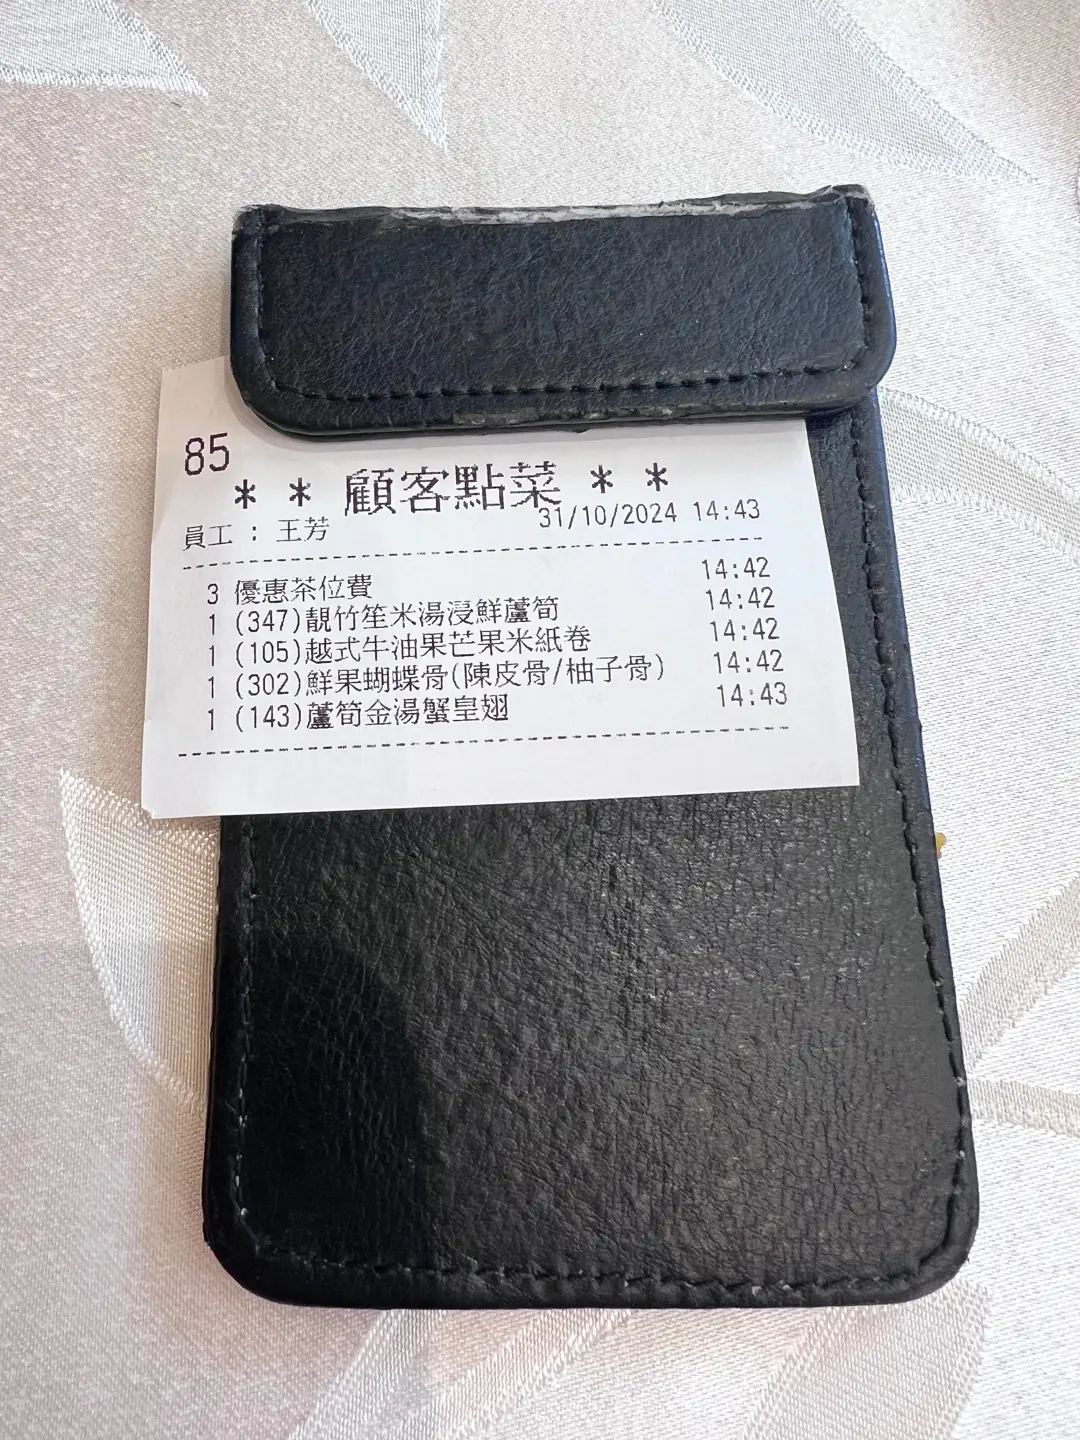 85
* * 顧客點菜 * *
員工 : 王芳 31/10/2024 14:43
3 優惠茶位費 14:42
1 (347)靚竹笙米湯浸鮮蘆筍 14:42
1 (105)越式牛油果芒果米紙卷 14:42
1 (302)鮮果蝴蝶骨(陳皮骨/柚子骨) 14:42
1 (143)蘆筍金湯蟹皇翅 14:43